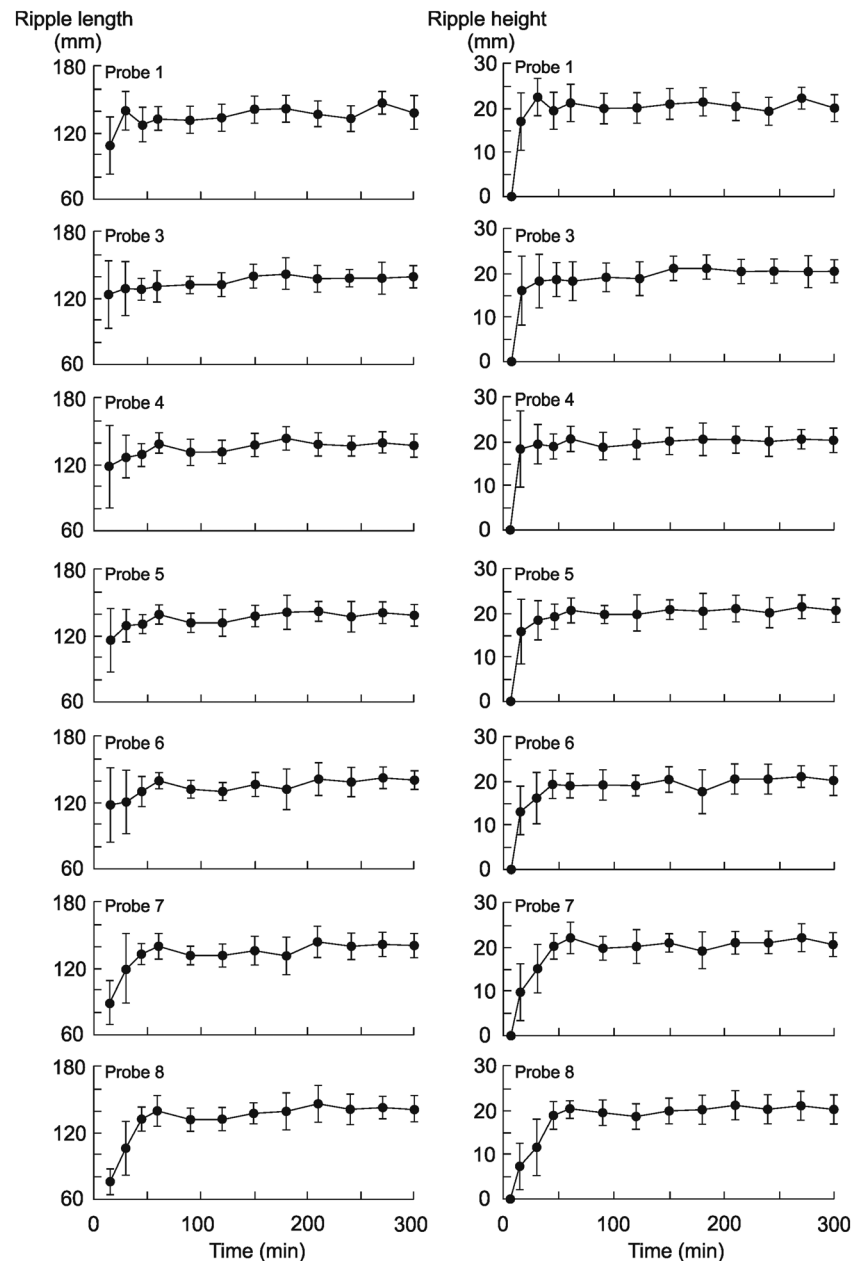 Ripple length
(mm)
180
Probe 1
120
60
180
Probe 3
120
60
180
Probe 4
120
60
180
Probe 5
120
60
180
Probe 6
120
60
180
Probe 7
120
60
180
Probe 8
120
60
0 100 200 300
Time (min)
Ripple height
(mm)
30
Probe 1
20
10
0
30
Probe 3
20
10
0
30
Probe 4
20
10
0
30
Probe 5
20
10
0
30
Probe 6
20
10
0
30
Probe 7
20
10
0
30
Probe 8
20
10
0
0 100 200 300
Time (min)